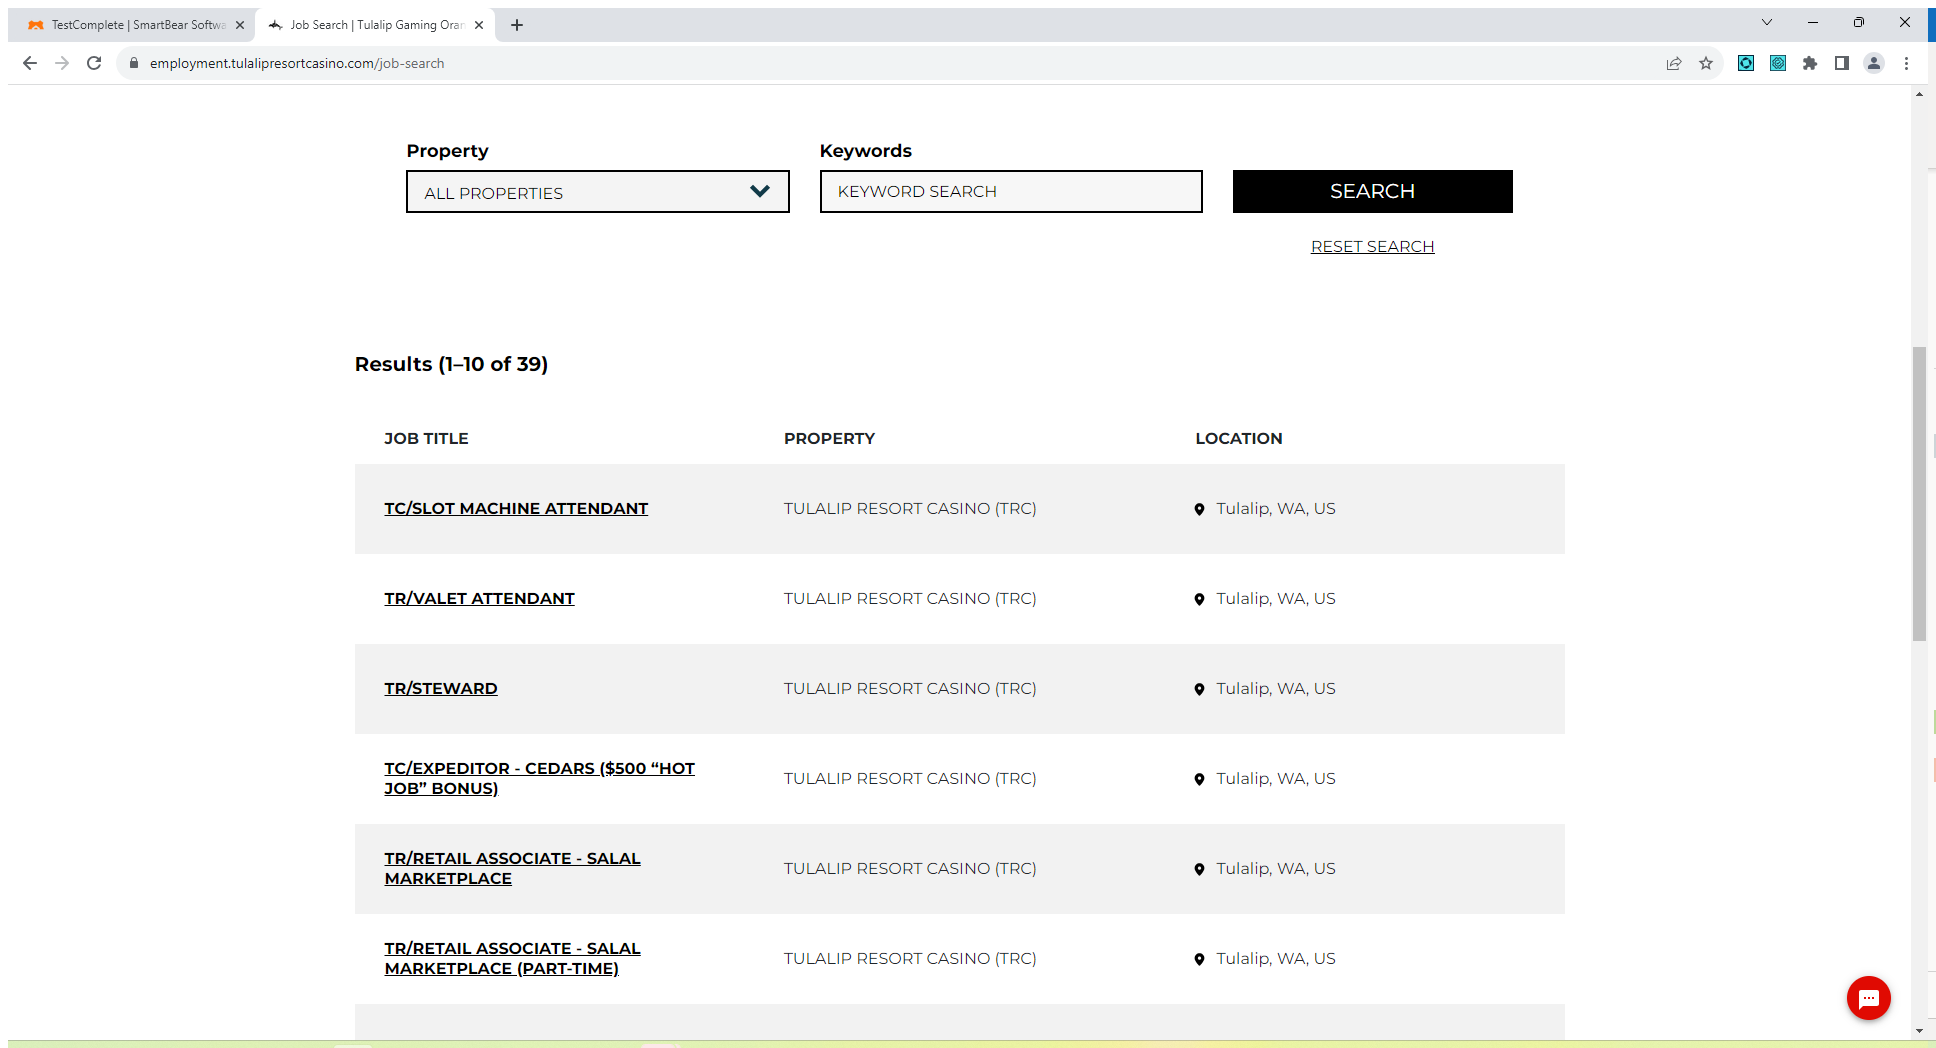 TestComplete | SmartBear Softwa
Job Search | Tulalip Gaming Oran
employment.tulalipresortcasino.com/job-search
Property
Keywords
ALL PROPERTIES
KEYWORD SEARCH
SEARCH
RESET SEARCH
Results (1–10 of 39)
JOB TITLE PROPERTY LOCATION
TC/SLOT MACHINE ATTENDANT TULALIP RESORT CASINO (TRC) Tulalip, WA, US
TR/VALET ATTENDANT TULALIP RESORT CASINO (TRC) Tulalip, WA, US
TR/STEWARD TULALIP RESORT CASINO (TRC) Tulalip, WA, US
TC/EXPEDITOR - CEDARS ($500 “HOT
JOB” BONUS) TULALIP RESORT CASINO (TRC) Tulalip, WA, US
TR/RETAIL ASSOCIATE - SALAL
MARKETPLACE TULALIP RESORT CASINO (TRC) Tulalip, WA, US
TR/RETAIL ASSOCIATE - SALAL
MARKETPLACE (PART-TIME) TULALIP RESORT CASINO (TRC) Tulalip, WA, US